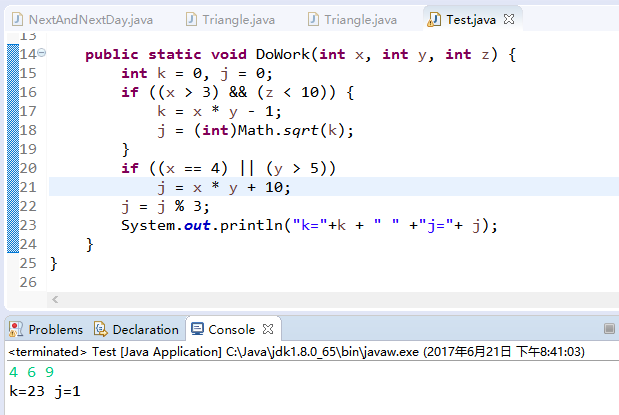 NextAndNextDay.java Triangle.java Triangle.java Test.java
13
14 public static void DoWork(int x, int y, int z) {
15 int k = 0, j = 0;
16 if ((x > 3) && (z < 10)) {
17 k = x * y - 1;
18 j = (int)Math.sqrt(k);
19 }
20 if ((x == 4) || (y > 5))
21 j = x * y + 10;
22 j = j % 3;
23 System.out.println("k="+k + " " +"j="+ j);
24 }
25 }
26
Problems Declaration Console
<terminated> Test [Java Application] C:\Java\jdk1.8.0_65\bin\javaw.exe (2017年6月21日 下午8:41:03)
4 6 9
k=23 j=1